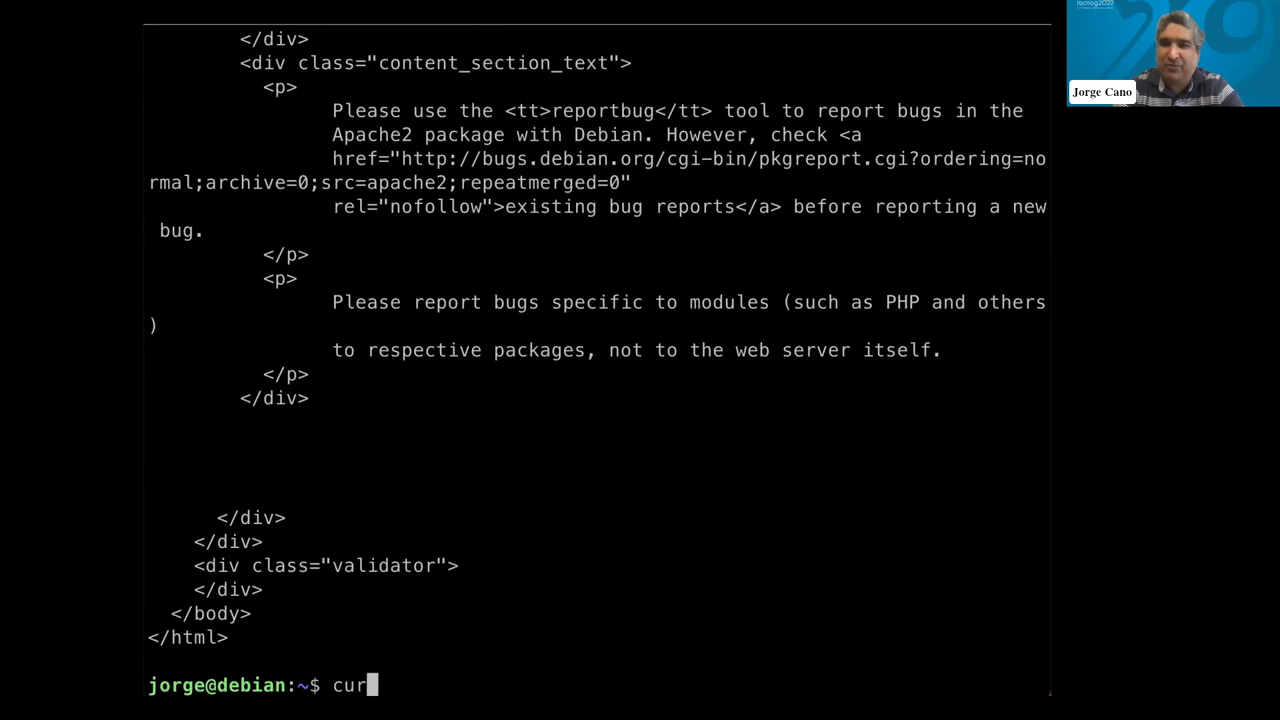 </div>
<div class="content_section_text">
<p>
Please use the <tt>reportbug</tt> tool to report bugs in the
Apache2 package with Debian. However, check <a
href="http://bugs.debian.org/cgi-bin/pkgreport.cgi?ordering=no
rmal;archive=0;src=apache2;repeatmerged=0"
rel="nofollow">existing bug reports</a> before reporting a new
bug.
</p>
<p>
Please report bugs specific to modules (such as PHP and others
)
to respective packages, not to the web server itself.
</p>
</div>
</div>
</div>
<div class="validator">
</div>
</body>
</html>
jorge@debian:~$ cur
lacnog2022
Jorge Cano